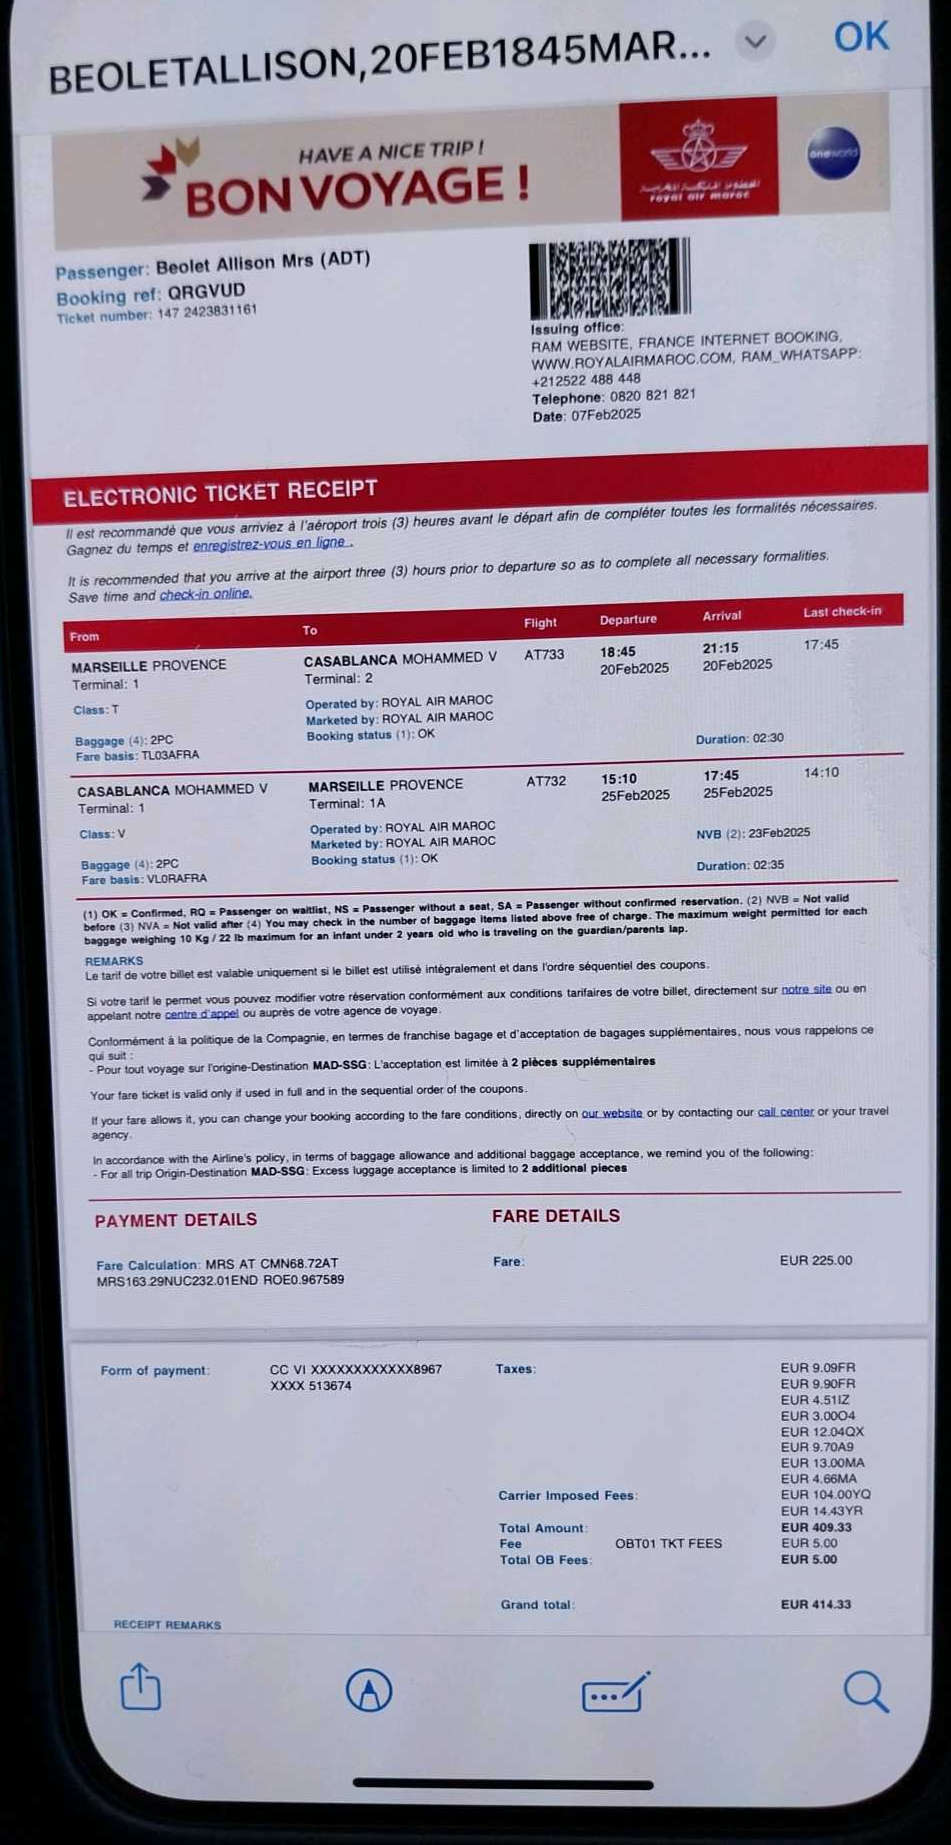 BEOLETALLISON,20FEB1845MAR...
OK
HAVE A NICE TRIP !
BON VOYAGE !
royal air maroc
oneworld
Passenger: Beolet Allison Mrs (ADT)
Booking ref: QRGVUD
Ticket number: 147 2423831161
Issuing office:
RAM WEBSITE, FRANCE INTERNET BOOKING,
WWW.ROYALAIRMAROC.COM, RAM_WHATSAPP:
+212522 488 448
Telephone: 0820 821 821
Date: 07Feb2025
ELECTRONIC TICKET RECEIPT
Il est recommandé que vous arriviez à l'aéroport trois (3) heures avant le départ afin de compléter toutes les formalités nécessaires.
Gagnez du temps et enregistrez-vous en ligne .
It is recommended that you arrive at the airport three (3) hours prior to departure so as to complete all necessary formalities.
Save time and check-in online.
From To Flight Departure Arrival Last check-in
MARSEILLE PROVENCE CASABLANCA MOHAMMED V AT733 18:45 21:15 17:45
Terminal: 1 Terminal: 2 20Feb2025 20Feb2025
Class: T Operated by: ROYAL AIR MAROC
Marketed by: ROYAL AIR MAROC
Baggage (4): 2PC Booking status (1): OK Duration: 02:30
Fare basis: TL03AFRA
CASABLANCA MOHAMMED V MARSEILLE PROVENCE AT732 15:10 17:45 14:10
Terminal: 1 Terminal: 1A 25Feb2025 25Feb2025
Class: V Operated by: ROYAL AIR MAROC NVB (2): 23Feb2025
Marketed by: ROYAL AIR MAROC
Baggage (4): 2PC Booking status (1): OK Duration: 02:35
Fare basis: VL0RAFRA
(1) OK = Confirmed, RQ = Passenger on waitlist, NS = Passenger without a seat, SA = Passenger without confirmed reservation. (2) NVB = Not valid
before (3) NVA = Not valid after (4) You may check in the number of baggage items listed above free of charge. The maximum weight permitted for each
baggage weighing 10 Kg / 22 lb maximum for an infant under 2 years old who is traveling on the guardian/parents lap.
REMARKS
Le tarif de votre billet est valable uniquement si le billet est utilisé intégralement et dans l'ordre séquentiel des coupons.
Si votre tarif le permet vous pouvez modifier votre réservation conformément aux conditions tarifaires de votre billet, directement sur notre site ou en
appelant notre centre d'appel ou auprès de votre agence de voyage.
Conformément à la politique de la Compagnie, en termes de franchise bagage et d'acceptation de bagages supplémentaires, nous vous rappelons ce
qui suit :
- Pour tout voyage sur l'origine-Destination MAD-SSG: L'acceptation est limitée à 2 pièces supplémentaires
Your fare ticket is valid only if used in full and in the sequential order of the coupons.
If your fare allows it, you can change your booking according to the fare conditions, directly on our website or by contacting our call center or your travel
agency.
In accordance with the Airline's policy, in terms of baggage allowance and additional baggage acceptance, we remind you of the following:
- For all trip Origin-Destination MAD-SSG: Excess luggage acceptance is limited to 2 additional pieces
PAYMENT DETAILS FARE DETAILS
Fare Calculation: MRS AT CMN68.72AT Fare: EUR 225.00
MRS163.29NUC232.01END ROE0.967589
Form of payment: CC VI XXXXXXXXXXXX8967 Taxes: EUR 9.09FR
XXXX 513674 EUR 9.90FR
EUR 4.51IZ
EUR 3.00O4
EUR 12.04QX
EUR 9.70A9
EUR 13.00MA
EUR 4.66MA
Carrier Imposed Fees: EUR 104.00YQ
EUR 14.43YR
Total Amount: EUR 409.33
Fee OBT01 TKT FEES EUR 5.00
Total OB Fees: EUR 5.00
Grand total: EUR 414.33
RECEIPT REMARKS